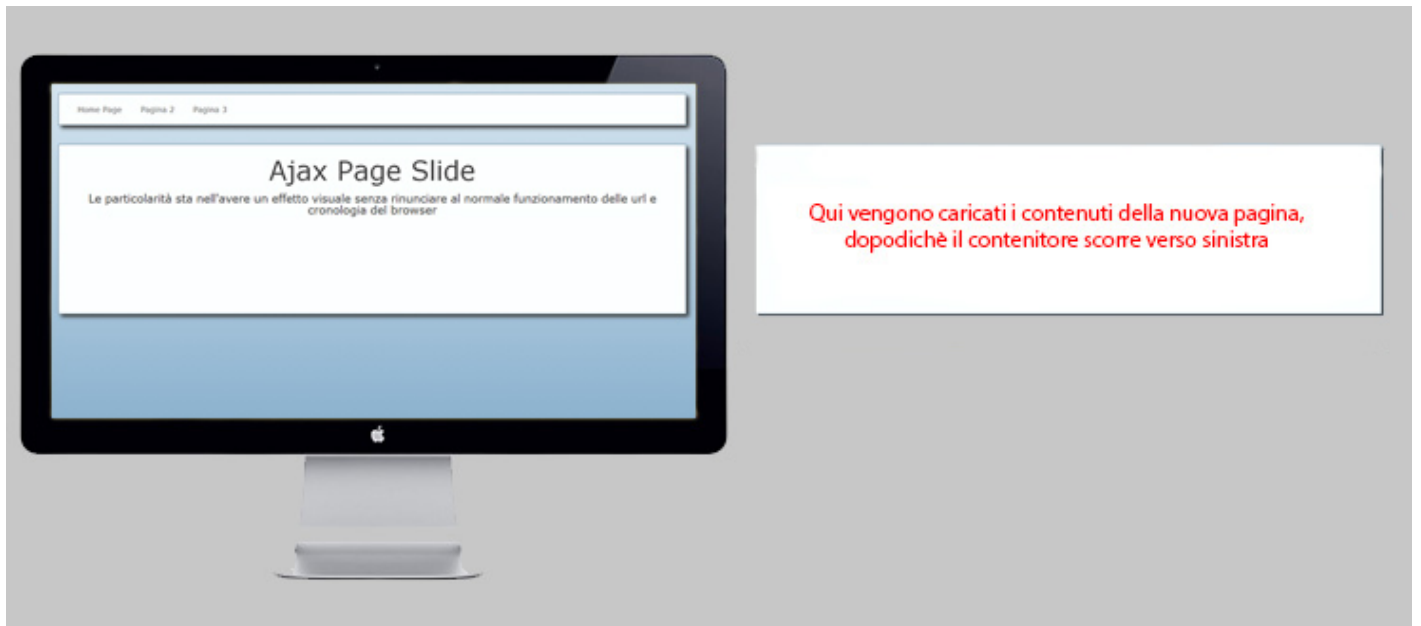 Home Page Pagina 2 Pagina 3
Ajax Page Slide
Le particolarità sta nell'avere un effetto visuale senza rinunciare al normale funzionamento delle url e
cronologia del browser
Qui vengono caricati i contenuti della nuova pagina,
dopodichè il contenitore scorre verso sinistra